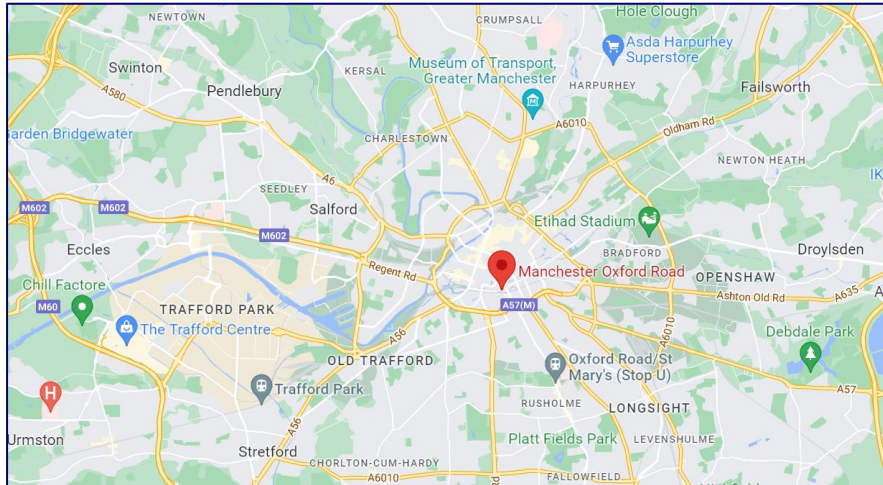 NEWTOWN
CRUMPSALL
Hole Clough
Swinton
KERSAL
Museum of Transport,
Greater Manchester
Asda Harpurhey
Superstore
Pendlebury
A580
HARPURHEY
Failsworth
Garden Bridgewater
CHARLESTOWN
A6010
Oldham Rd
NEWTON HEATH
A6
SEEDLEY
IK
M602
M602
Salford
Etihad Stadium
M602
Eccles
BRADFORD
Droylsden
Regent Rd
Manchester Oxford Road
OPENSHAW
Chill Factore
M60
TRAFFORD PARK
A57(M)
Ashton Old Rd
A635
A
The Trafford Centre
A56
A6010
Debdale Park
OLD TRAFFORD
Oxford Road/St
Mary's (Stop U)
Trafford Park
H
A57
RUSHOLME
LONGSIGHT
Urmston
A56
Platt Fields Park
LEVENSHULME
Stretford
CHORLTON-CUM-HARDY
A6010
FALLOWFIELD